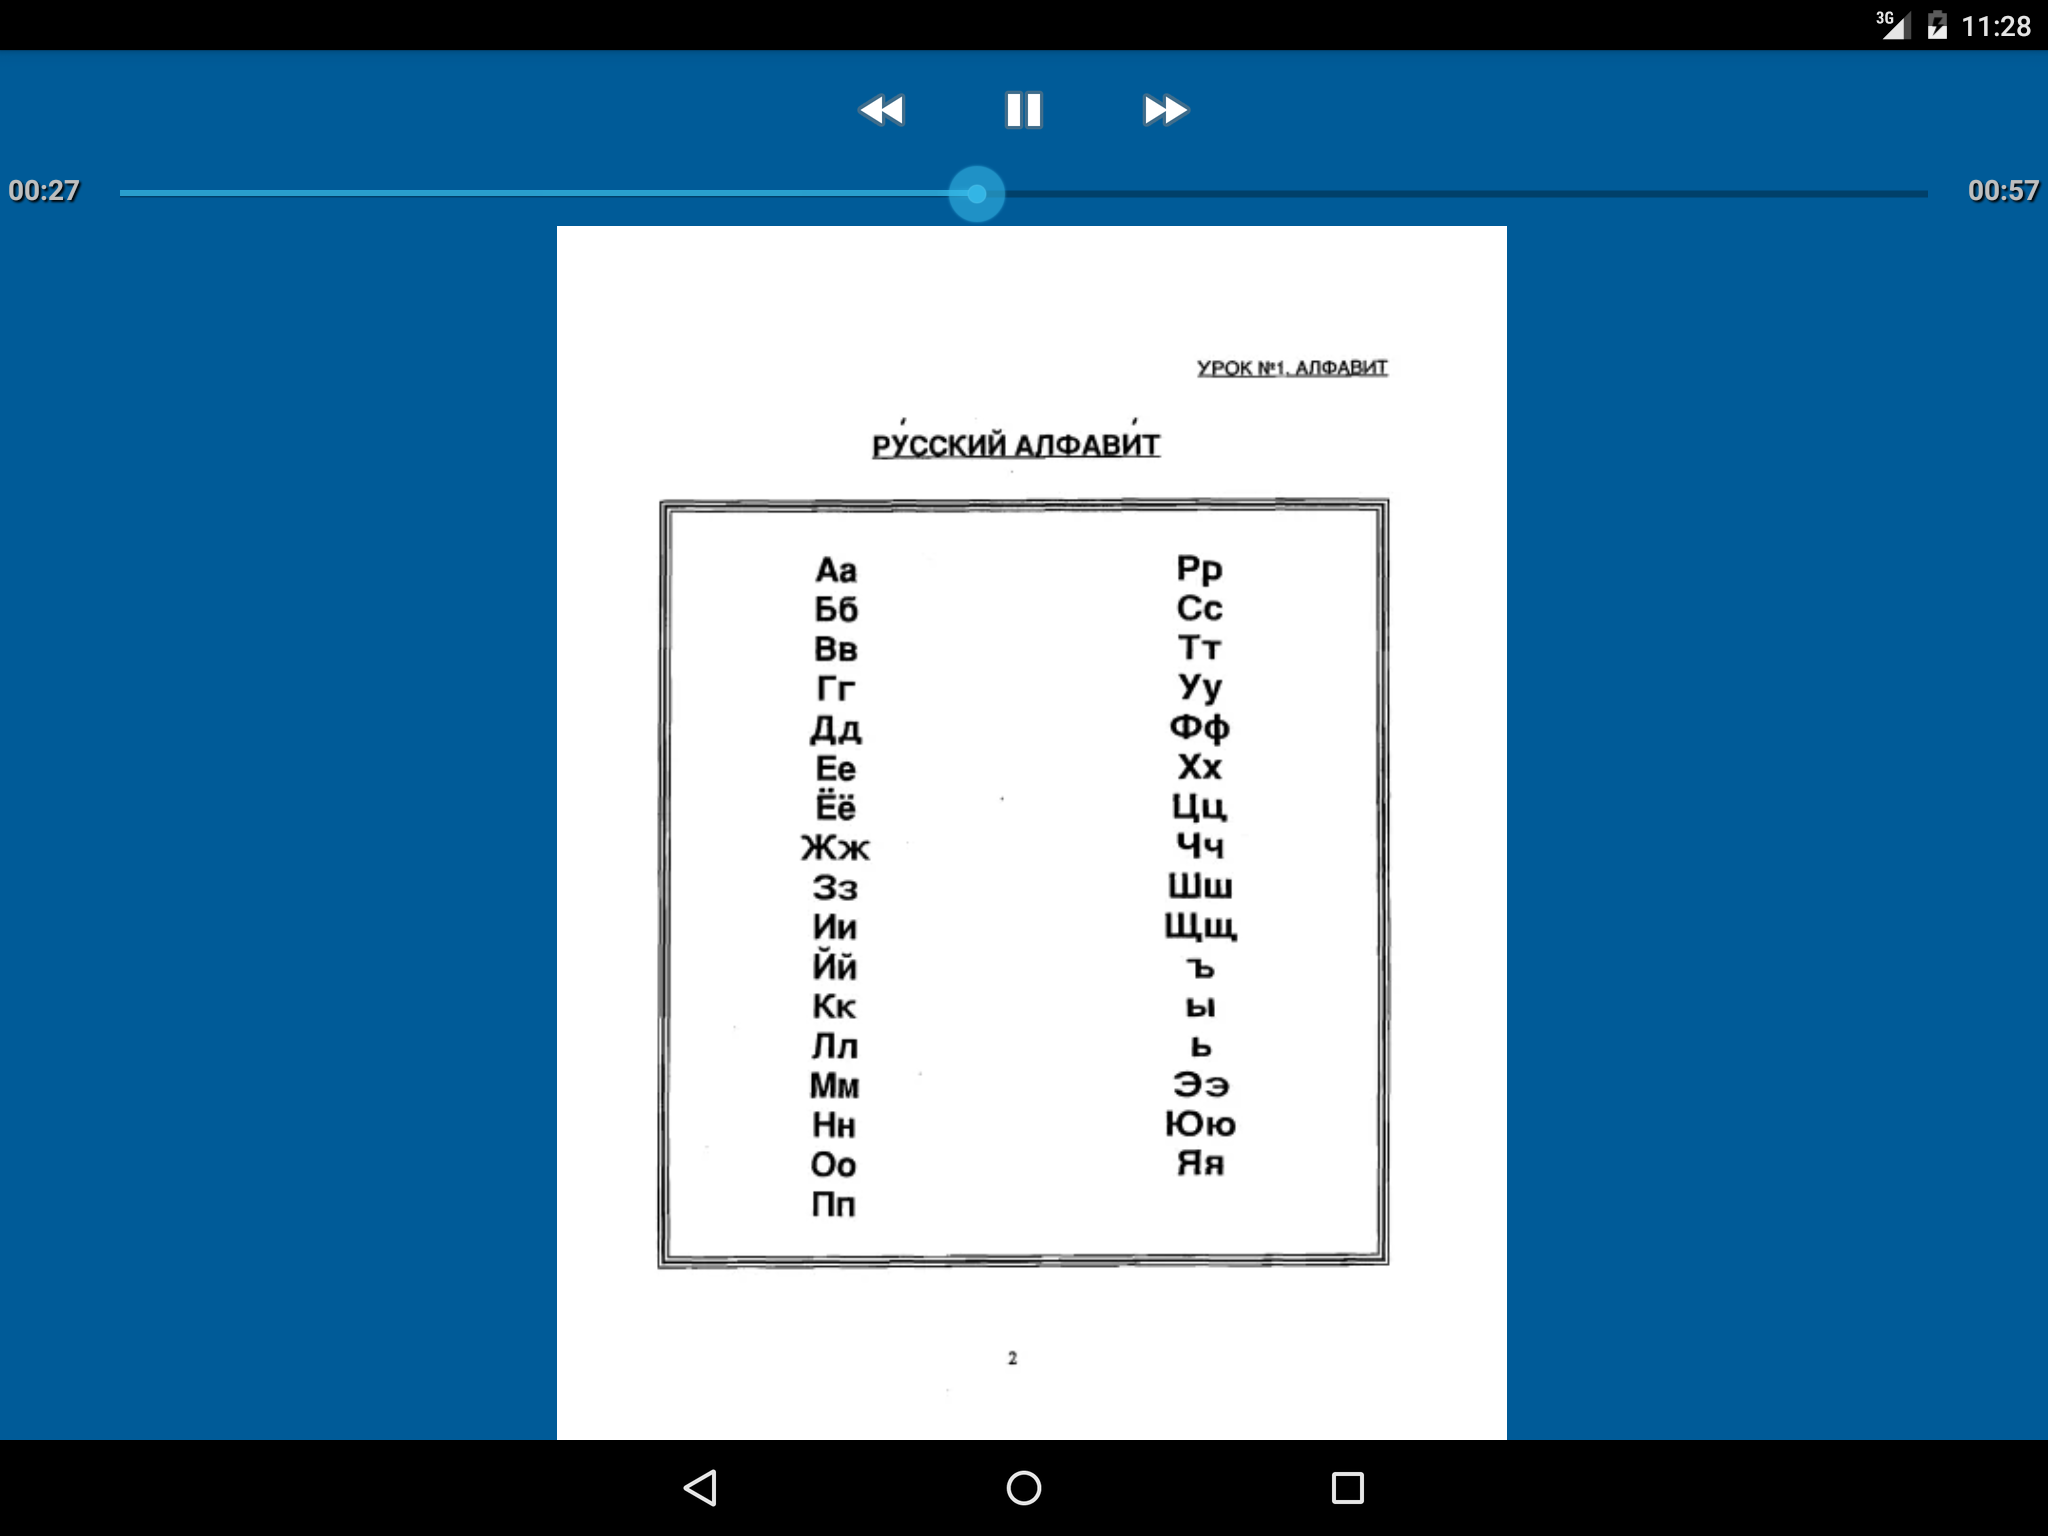 3G 11:28
00:27 00:57
УРОК №1. АЛФАВИТ
РУ́ССКИЙ АЛФАВИ́Т
Аа
Бб
Вв
Гг
Дд
Ее
Ёё
Жж
Зз
Ии
Йй
Кк
Лл
Мм
Нн
Оо
Пп
Рр
Сс
Тт
Уу
Фф
Хх
Цц
Чч
Шш
Щщ
ъ
ы
ь
Ээ
Юю
Яя
2